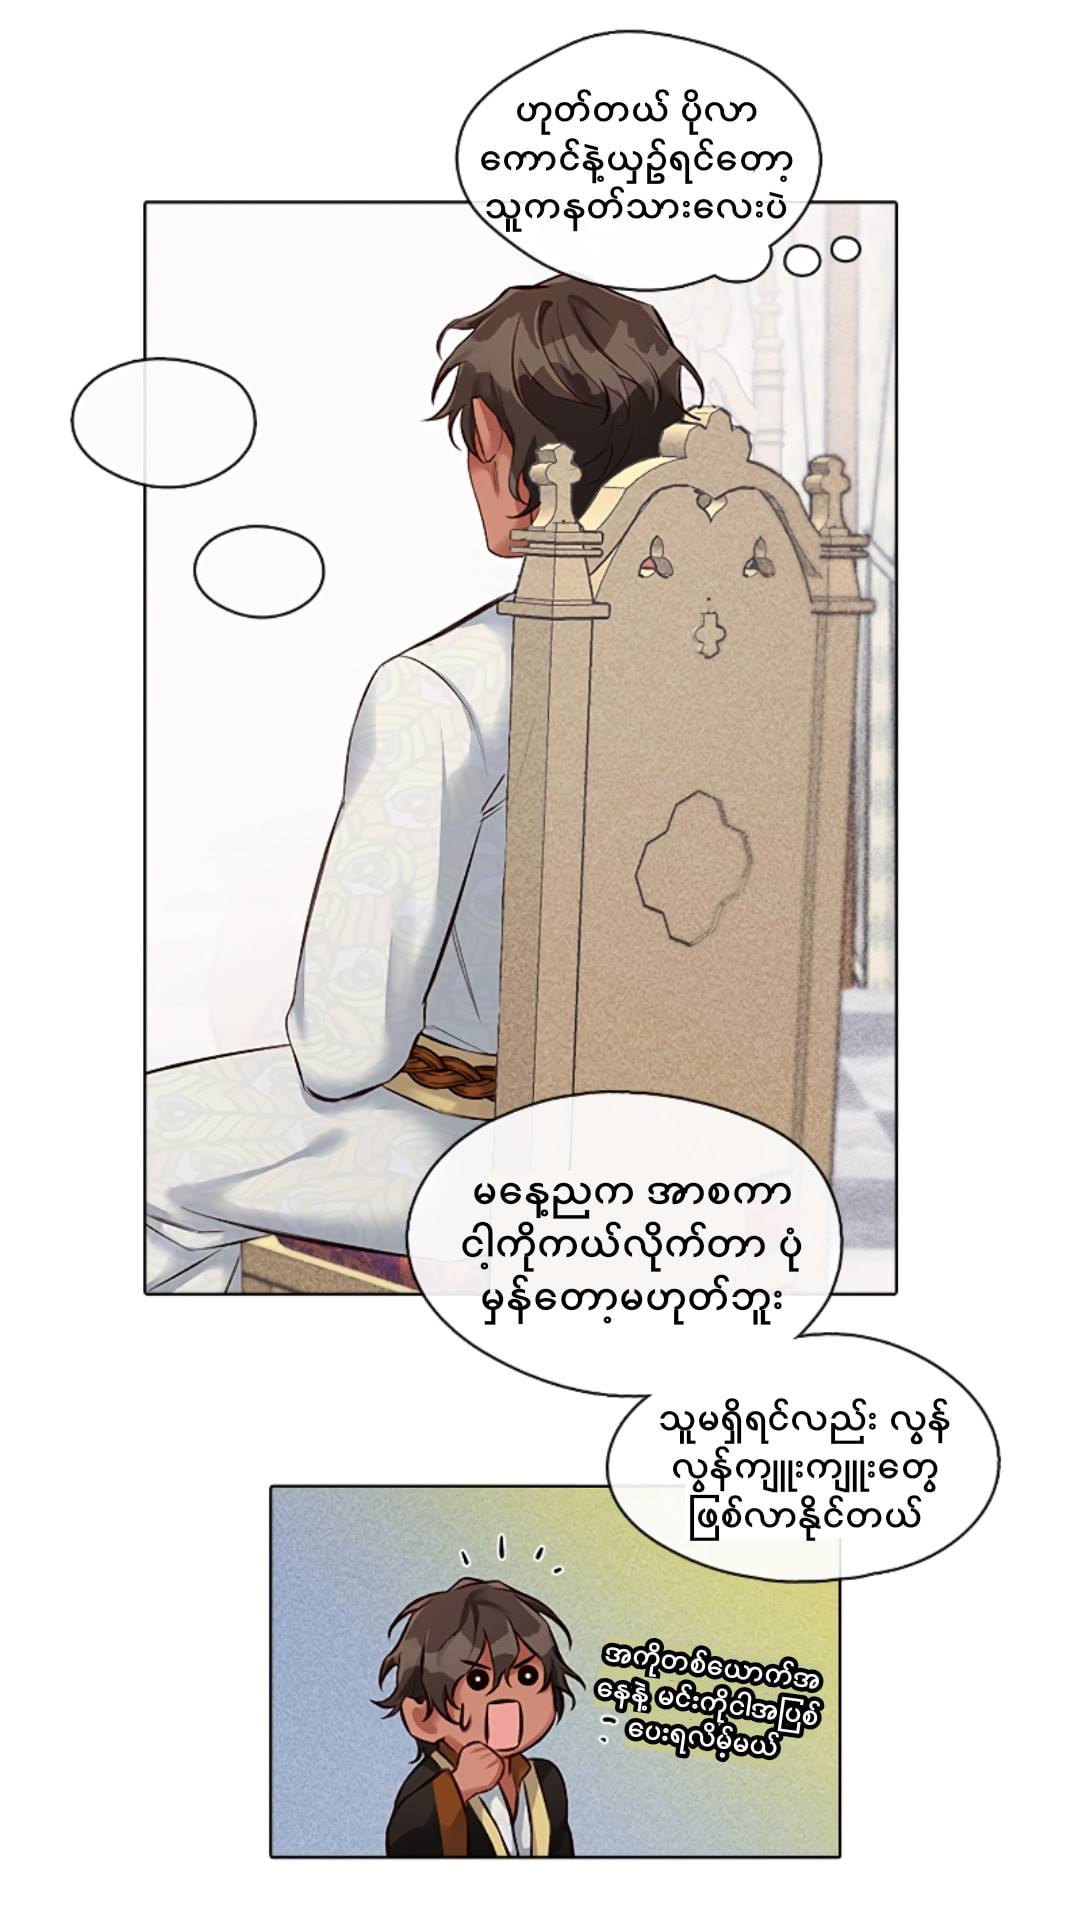 ဟုတ်တယ် ပိုလာ
ကောင်နဲ့ယှဉ်ရင်တော့
သူကနတ်သားလေးပဲ
မနေ့ညက အာစကာ
ငါ့ကိုကယ်လိုက်တာ ပုံ
မှန်တော့မဟုတ်ဘူး
သူမရှိရင်လည်း လွန်
လွန်ကျူးကျူးတွေ
ဖြစ်လာနိုင်တယ်
အကိုတစ်ယောက်အ
နေနဲ့ မင်းကိုငါအပြစ်
ပေးရလိမ့်မယ်